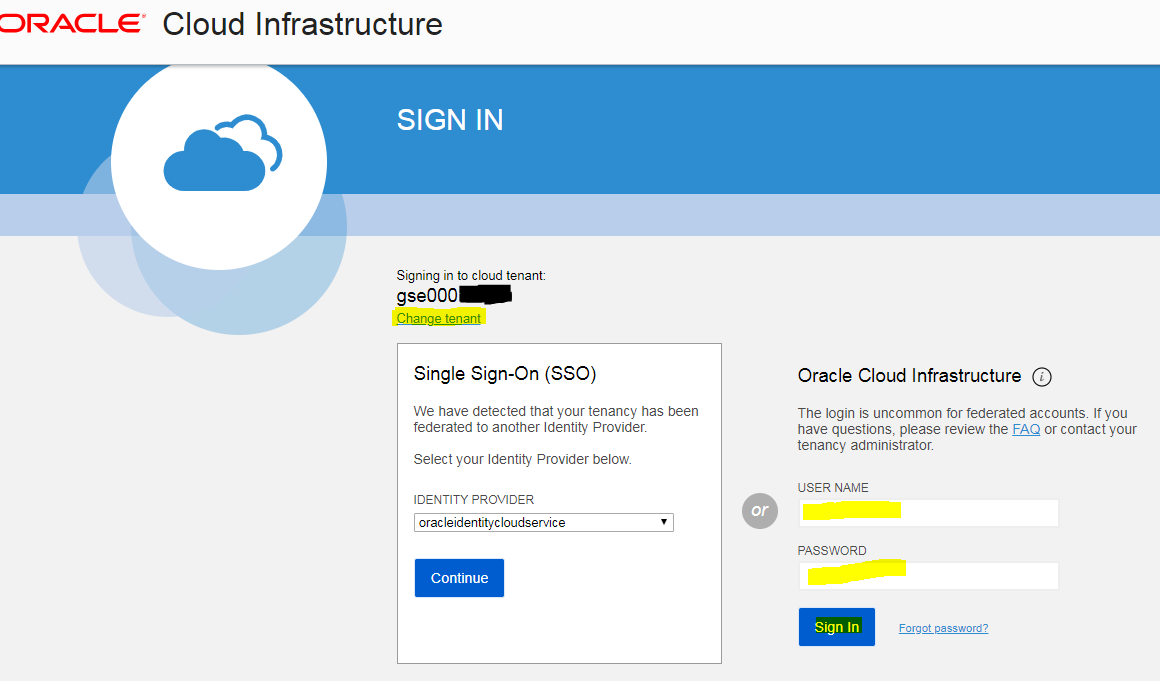 ORACLE Cloud Infrastructure
SIGN IN
Signing in to cloud tenant:
gse000
Change tenant
Single Sign-On (SSO)
We have detected that your tenancy has been
federated to another Identity Provider.
Select your Identity Provider below.
IDENTITY PROVIDER
oracleidentitycloudservice
Continue
or
Oracle Cloud Infrastructure i
The login is uncommon for federated accounts. If you
have questions, please review the FAQ or contact your
tenancy administrator.
USER NAME
PASSWORD
Sign In Forgot password?